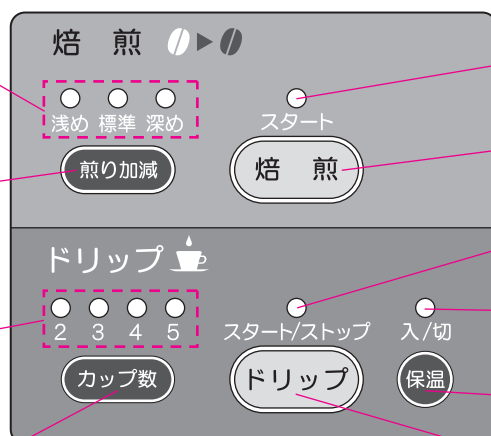 焙 煎
浅め 標準 深め
スタート
煎り加減
焙 煎
ドリップ
2 3 4 5
スタート/ストップ
入/切
カップ数
ドリップ
保温